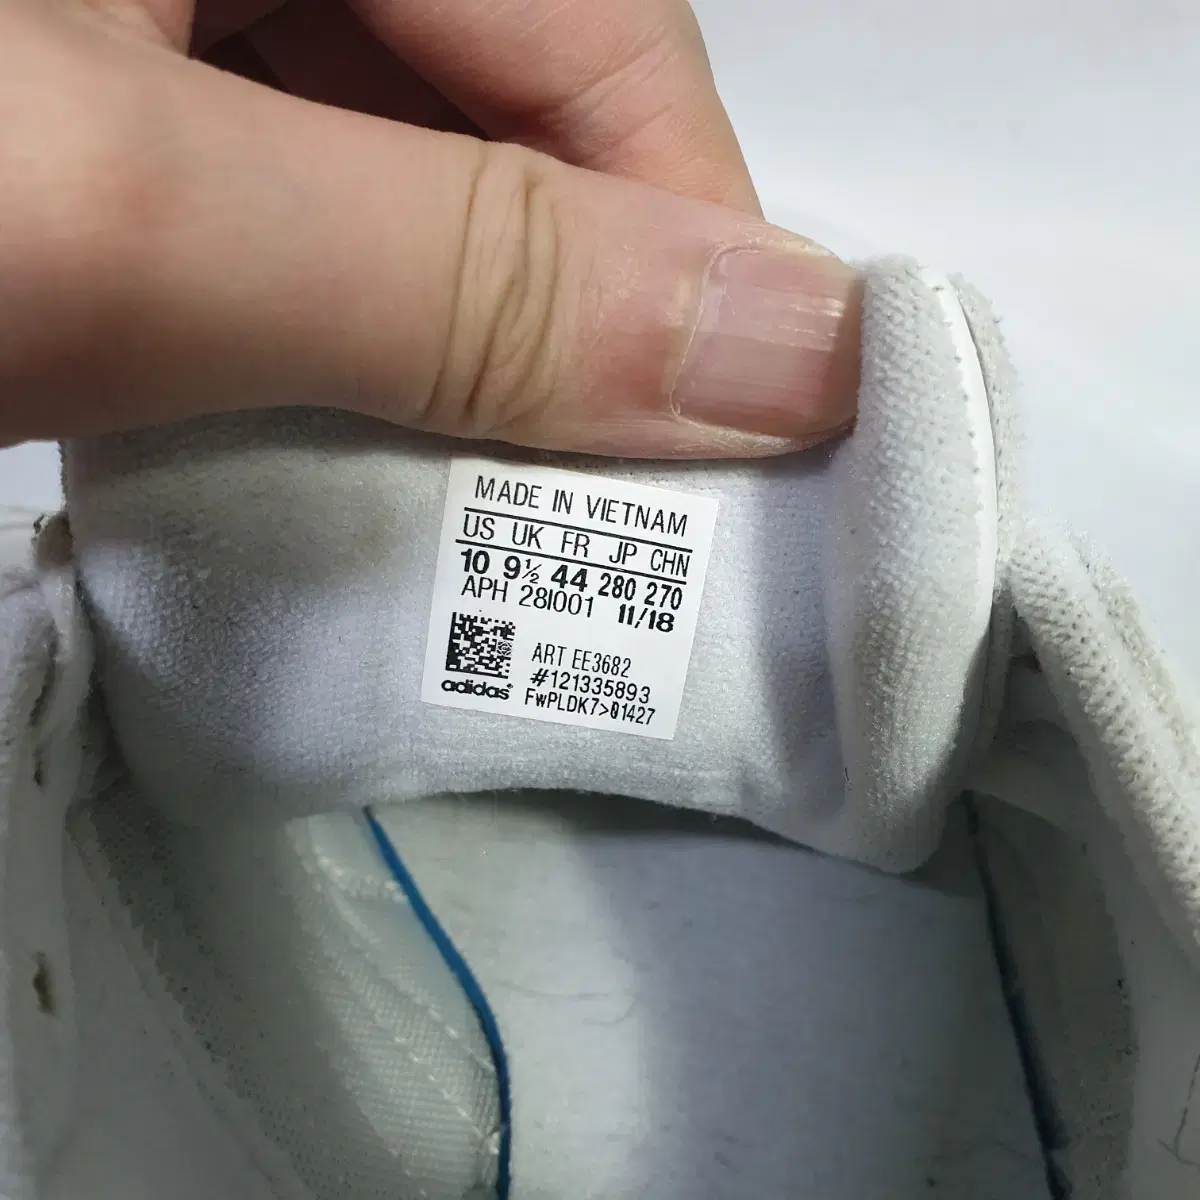 MADE IN VIETNAM
US UK FR JP CHN
10 9½ 44 280 270
APH 28I001 11/18
ART EE3682
#121335893
adidas FwPLDK7>01427